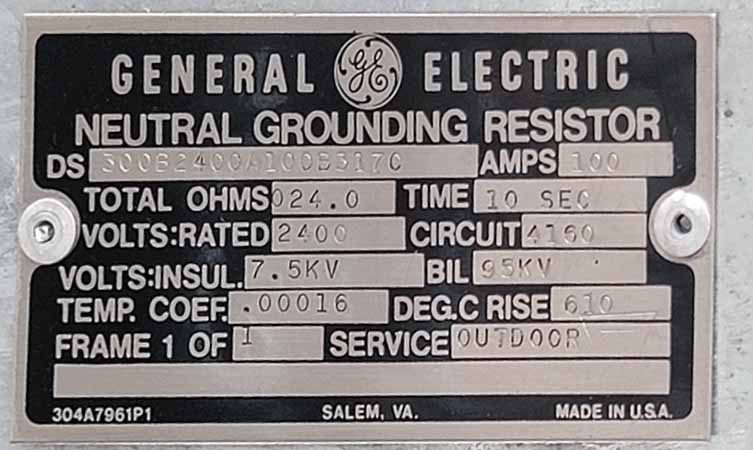 GENERAL GE ELECTRIC
NEUTRAL GROUNDING RESISTOR
DS 300B2400A100B317C AMPS 100
TOTAL OHMS 024.0 TIME 10 SEC
VOLTS:RATED 2400 CIRCUIT 4160
VOLTS:INSUL. 7.5KV BIL 95KV
TEMP. COEF. .00016 DEG.C RISE 610
FRAME 1 OF 1 SERVICE OUTDOOR
304A7961P1 SALEM, VA. MADE IN U.S.A.